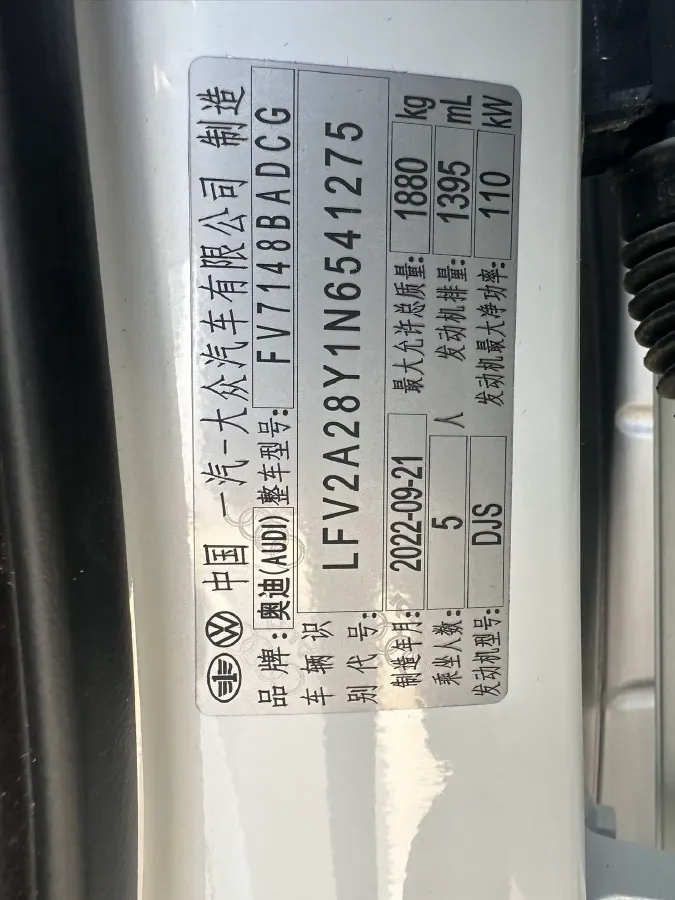 中国 一汽-大众汽车有限公司 制造
品牌: 奥迪(AUDI) 整车型号: FV7148BADCG
车辆识别代号: LFV2A28Y1N6541275
制造年月: 2022-09-21 最大允许总质量: 1880 kg
乘坐人数: 5 人 发动机排量: 1395 mL
发动机型号: DJS 发动机最大净功率: 110 kW